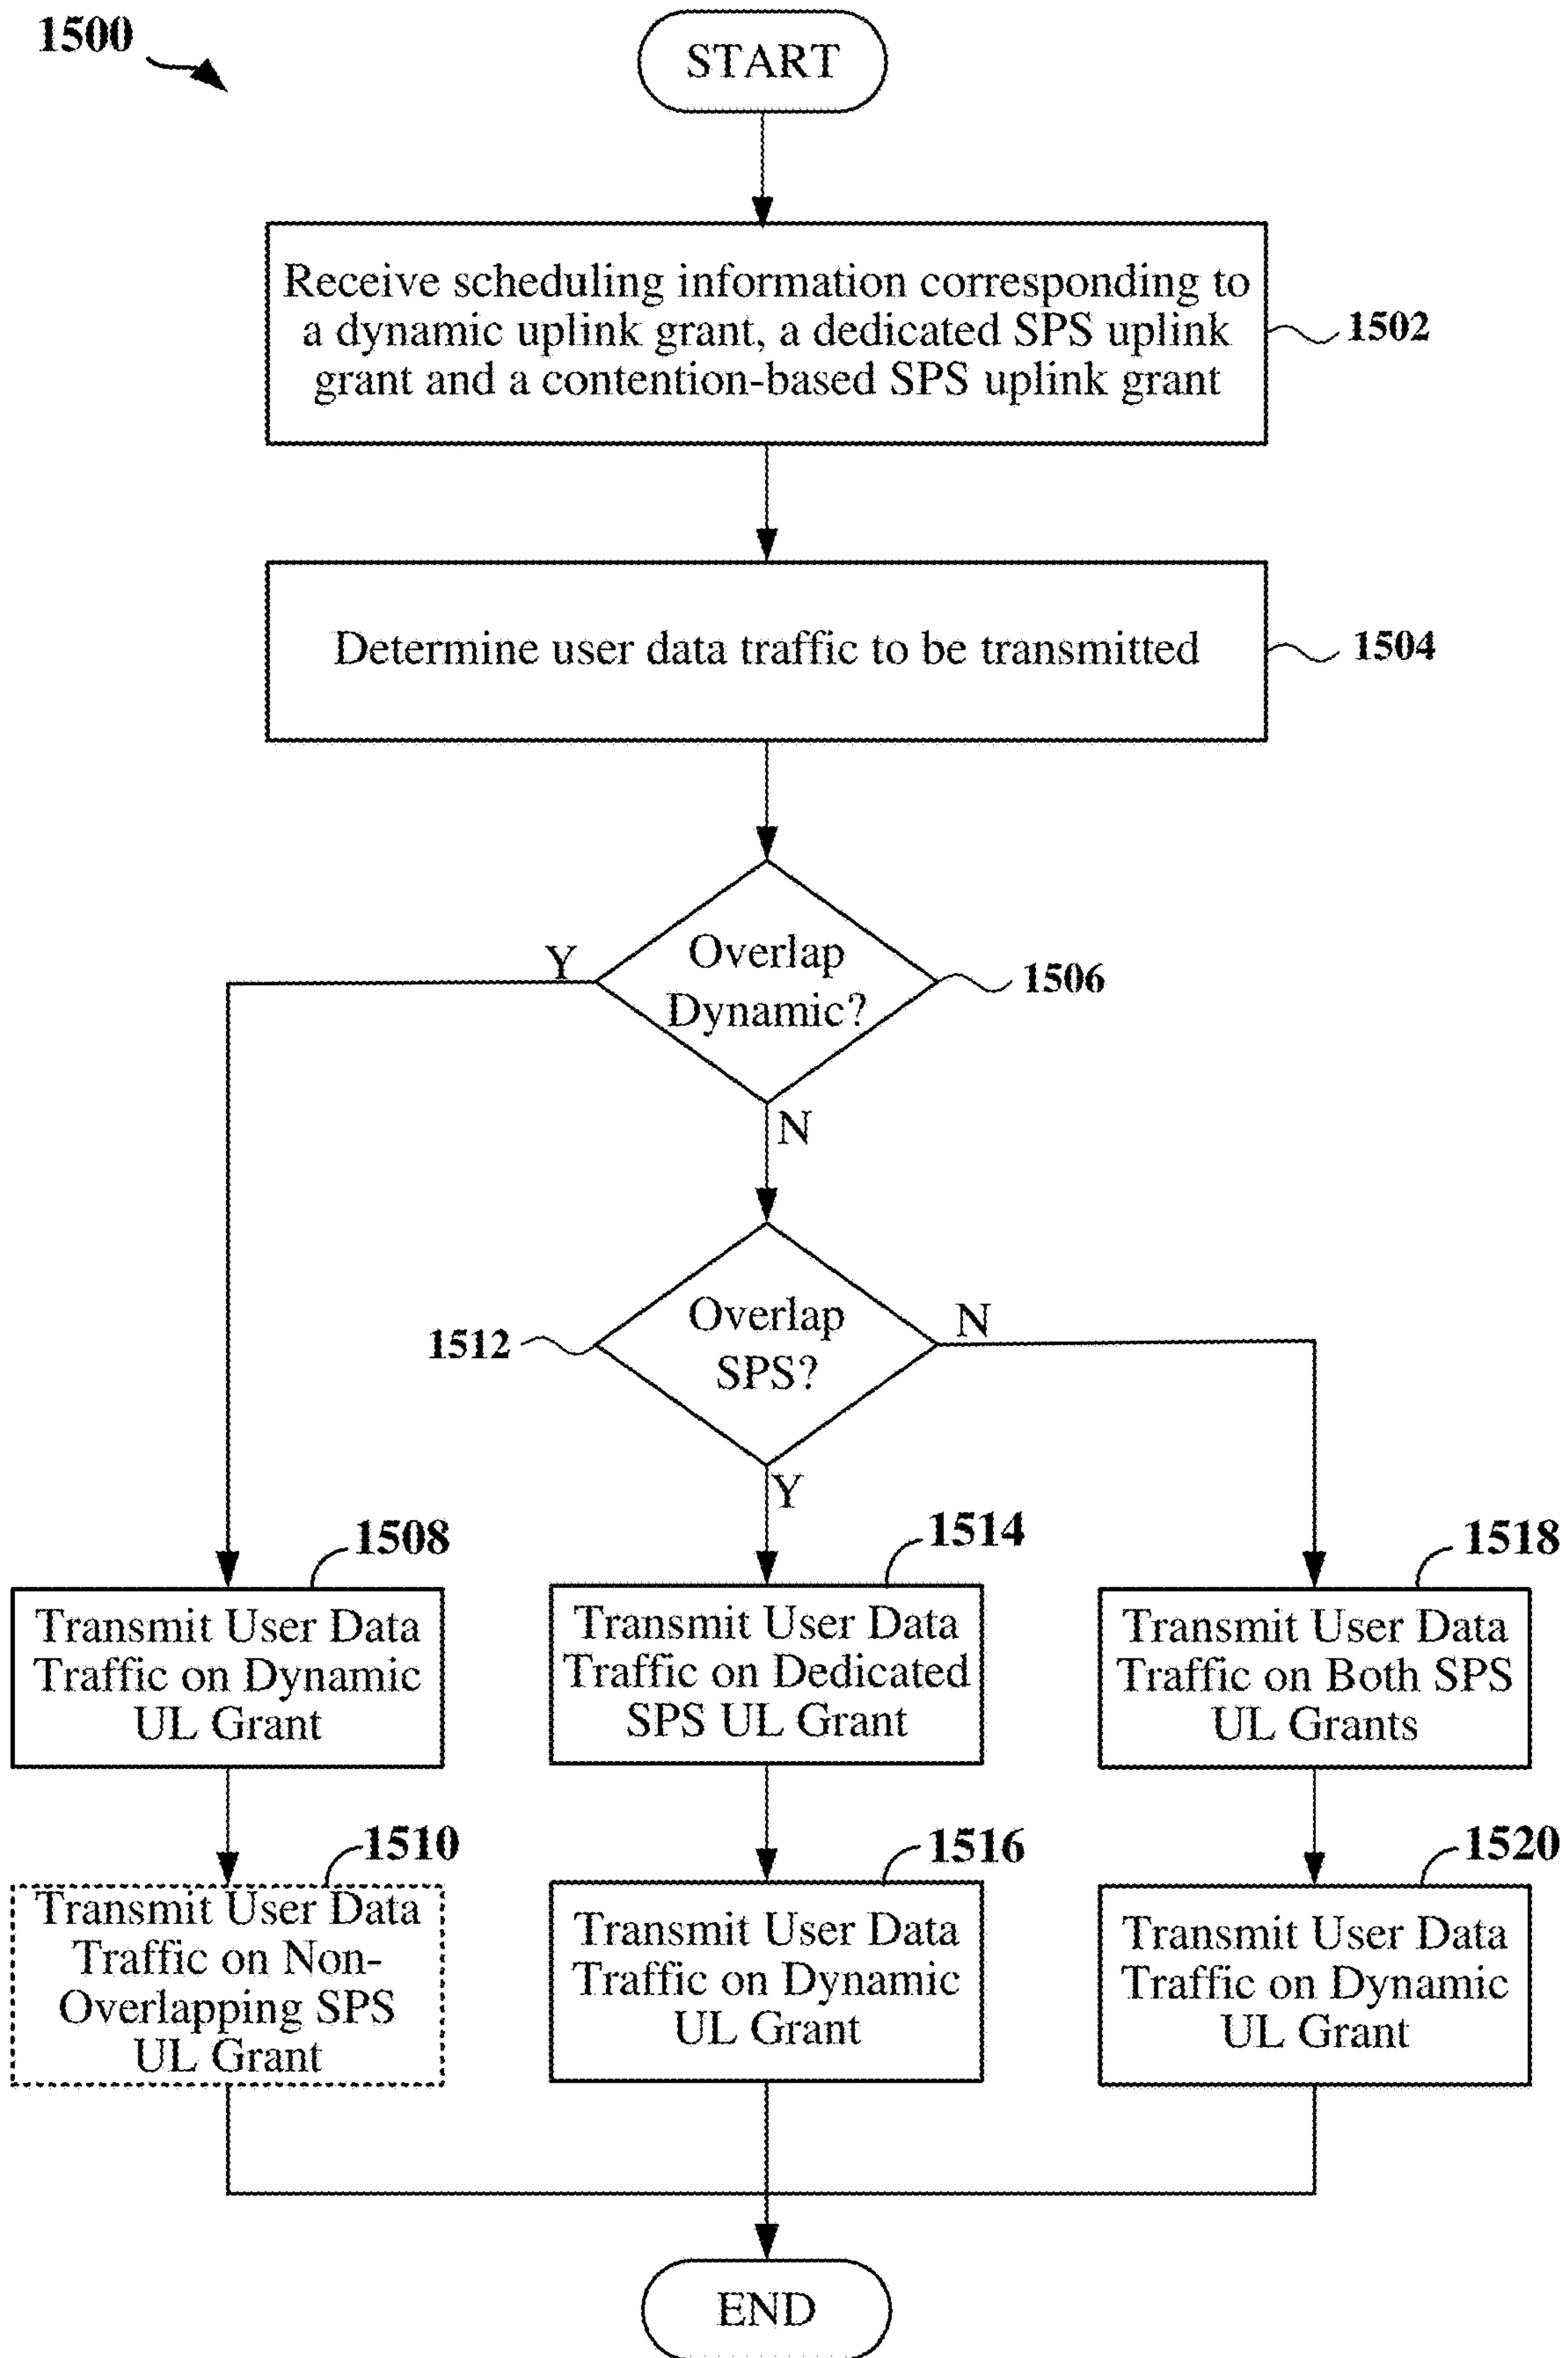 1500
START
Receive scheduling information corresponding to
a dynamic uplink grant, a dedicated SPS uplink
grant and a contention-based SPS uplink grant
1502
Determine user data traffic to be transmitted
1504
Y
Overlap
Dynamic?
1506
N
1512
Overlap
SPS?
N
Y
1508
Transmit User Data
Traffic on Dynamic
UL Grant
1514
Transmit User Data
Traffic on Dedicated
SPS UL Grant
1518
Transmit User Data
Traffic on Both SPS
UL Grants
1510
Transmit User Data
Traffic on Non-
Overlapping SPS
UL Grant
1516
Transmit User Data
Traffic on Dynamic
UL Grant
1520
Transmit User Data
Traffic on Dynamic
UL Grant
END